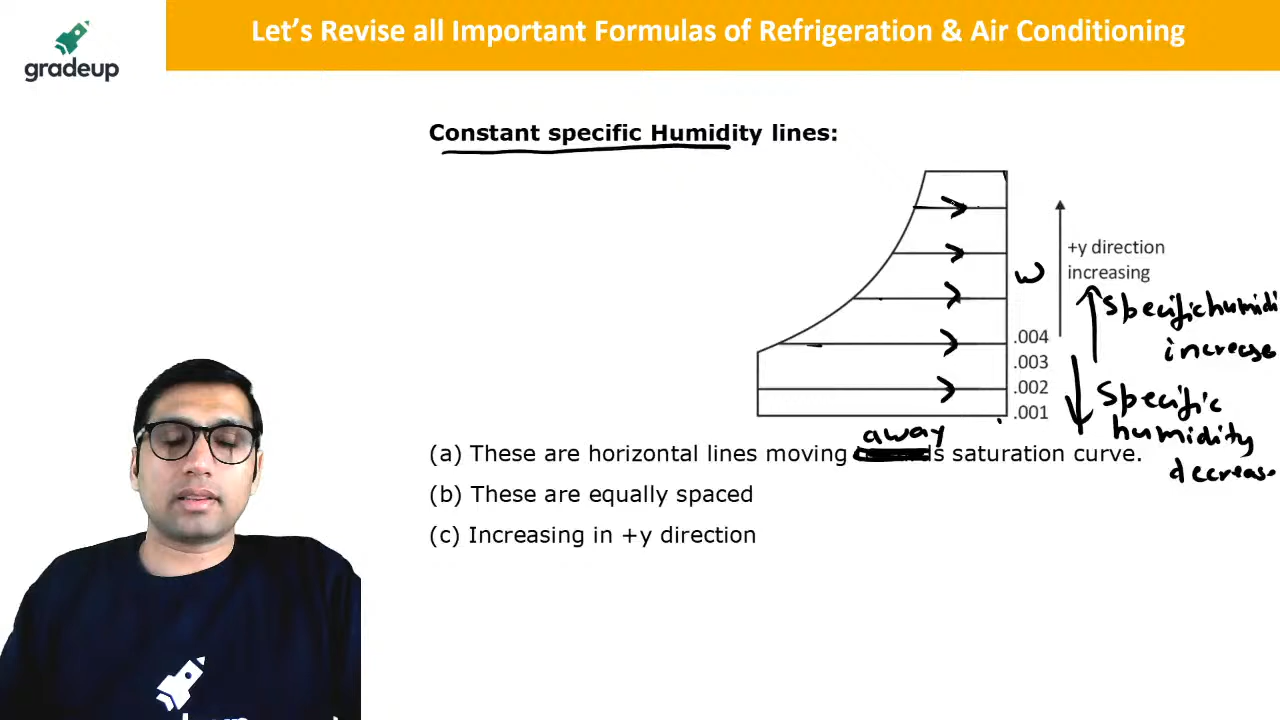 Let's Revise all Important Formulas of Refrigeration & Air Conditioning
gradeup
Constant specific Humidity lines:
+y direction
increasing
W
Specific humidi
increase
.004
.003
.002
.001
Specific
humidity
decreas
away
(a) These are horizontal lines moving saturation curve.
(b) These are equally spaced
(c) Increasing in +y direction